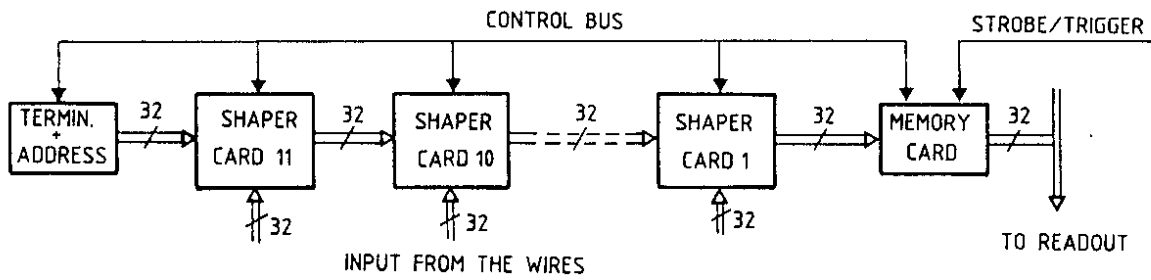 CONTROL BUS
STROBE/TRIGGER
TERMIN.
+
ADDRESS
32
SHAPER
CARD 11
32
SHAPER
CARD 10
32
SHAPER
CARD 1
32
MEMORY
CARD
32
32
32
32
TO READOUT
INPUT FROM THE WIRES